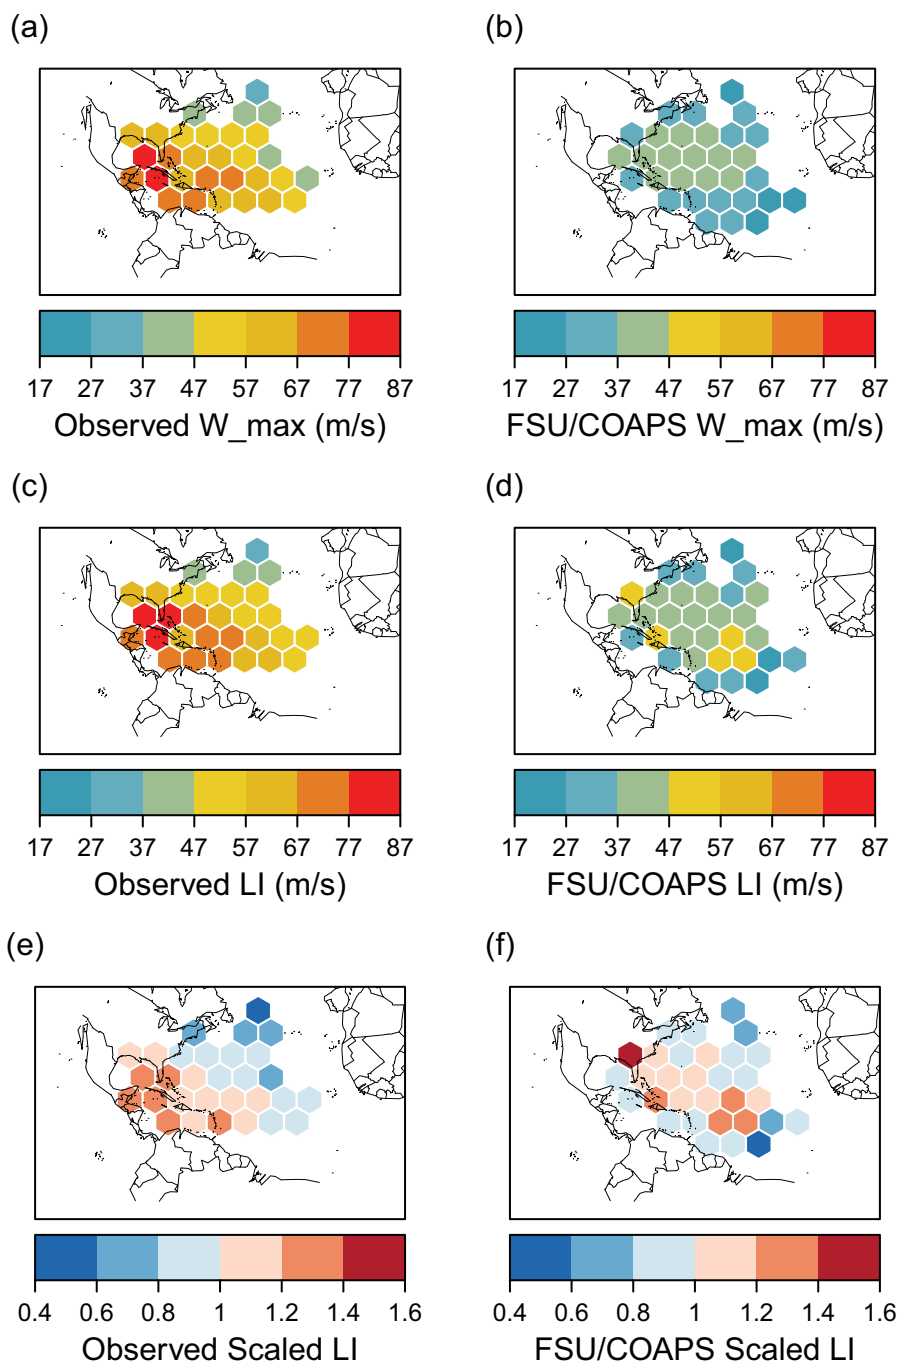 (a)
(b)
17 27 37 47 57 67 77 87
Observed W_max (m/s)
17 27 37 47 57 67 77 87
FSU/COAPS W_max (m/s)
(c)
(d)
17 27 37 47 57 67 77 87
Observed LI (m/s)
17 27 37 47 57 67 77 87
FSU/COAPS LI (m/s)
(e)
(f)
0.4 0.6 0.8 1 1.2 1.4 1.6
Observed Scaled LI
0.4 0.6 0.8 1 1.2 1.4 1.6
FSU/COAPS Scaled LI